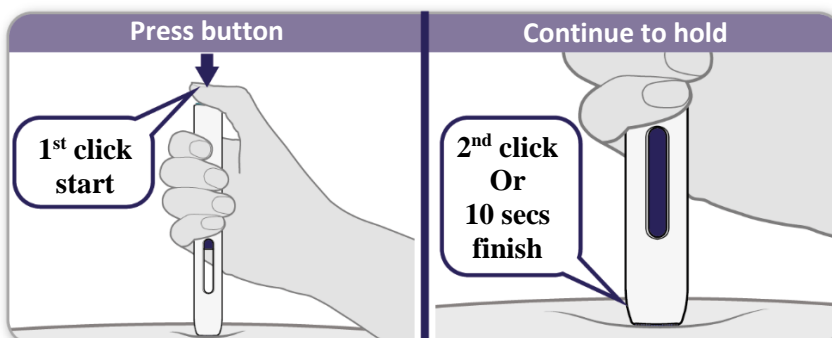 Press button
1st click
start
Continue to hold
2nd click
Or
10 secs
finish